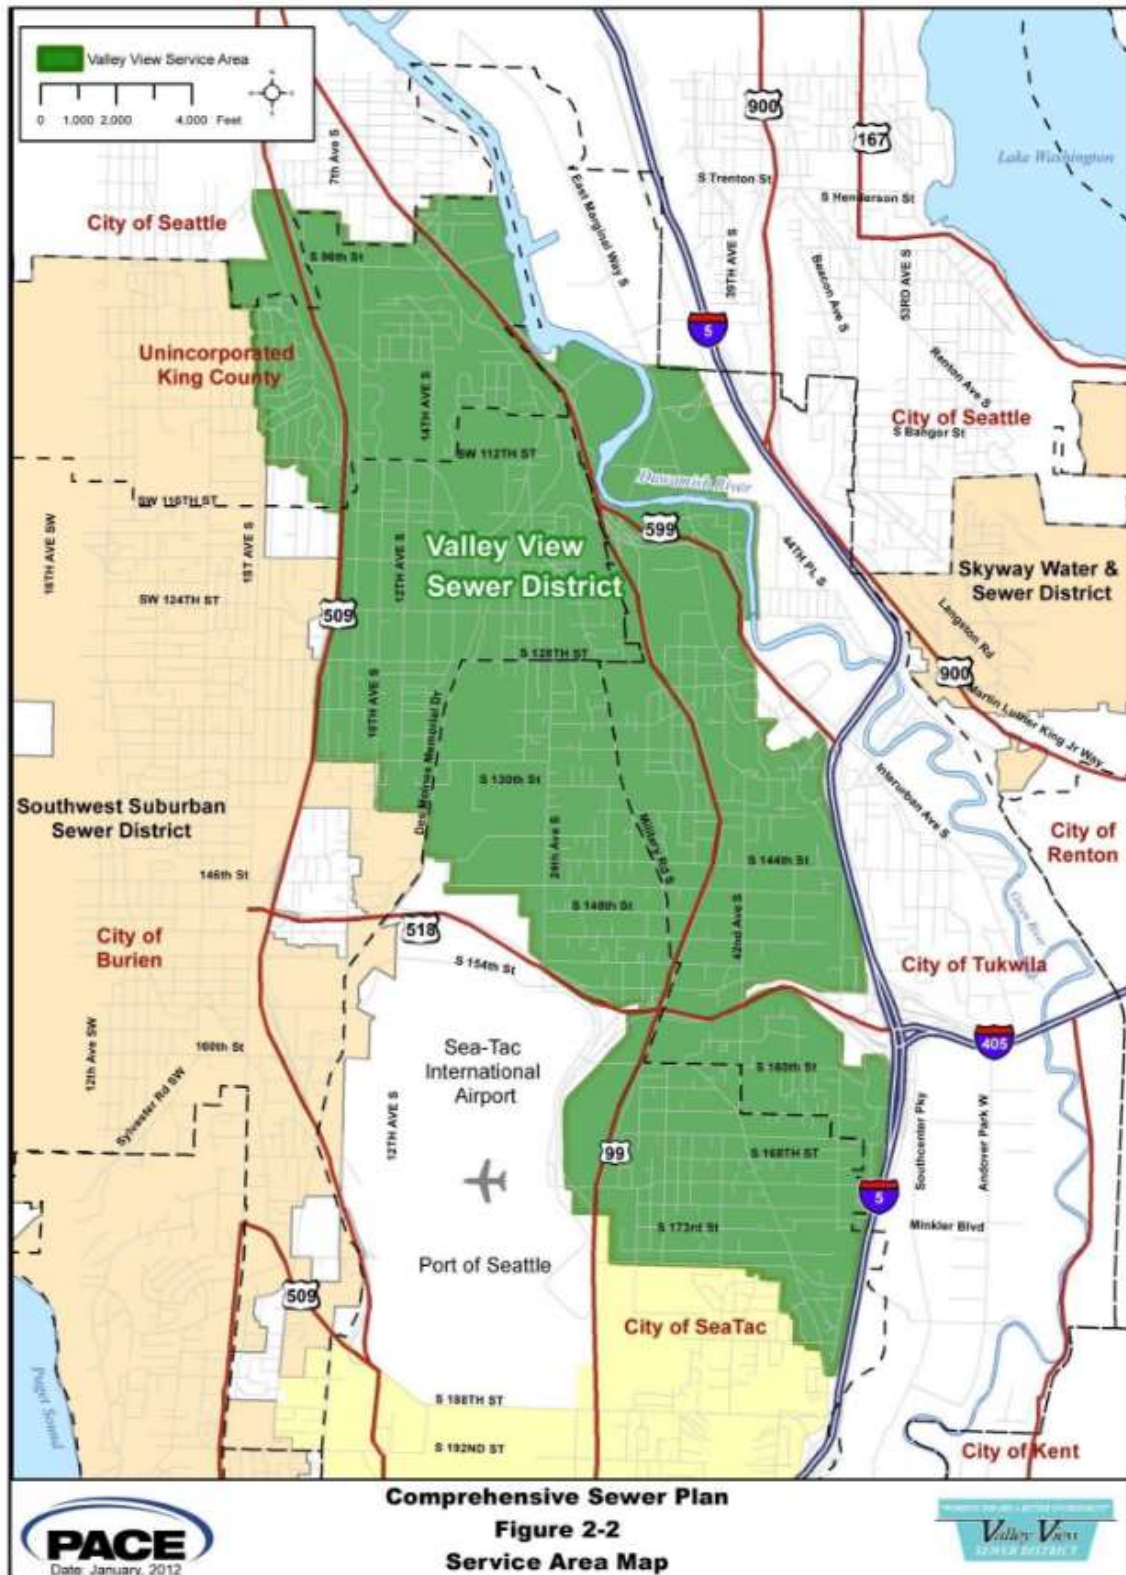 Valley View Service Area
0 1.000 2.000 4.000 Feet
7th Ave S
900
167
Lake Washington
S Trenton St
S Henderson St
East Marginal Way S
City of Seattle
S 96th St
39TH AVE S
Beacon Ave S
53RD AVE S
5
Unincorporated
King County
Renton Ave S
14TH AVE S
City of Seattle
S Bangor St
SW 112TH ST
Duwamish River
SW 116TH ST
16TH AVE SW
1ST AVE S
12TH AVE S
Valley View
Sewer District
599
44TH PL S
Skyway Water &
Sewer District
SW 124TH ST
509
Langston Rd
S 128TH ST
900
10TH AVE S
Des Moines Memorial Dr
Martin Luther King Jr Way
S 130th St
Interurban Ave S
Southwest Suburban
Sewer District
Military Rd S
24th Ave S
City of
Renton
S 144th St
146th St
S 148th St
42nd Ave S
Green River
City of
Burien
518
S 154th St
City of Tukwila
12th Ave SW
160th St
Sylvester Rd SW
Sea-Tac
International
Airport
405
S 160th St
12TH AVE S
Southcenter Pky
Andover Park W
99
S 168TH ST
5
S 173rd St
Minkler Blvd
Port of Seattle
509
City of SeaTac
Puget Sound
S 188TH ST
S 192ND ST
City of Kent
Comprehensive Sewer Plan
Figure 2-2
Service Area Map
PACE
Date: January, 2012
Valley View
SEWER DISTRICT